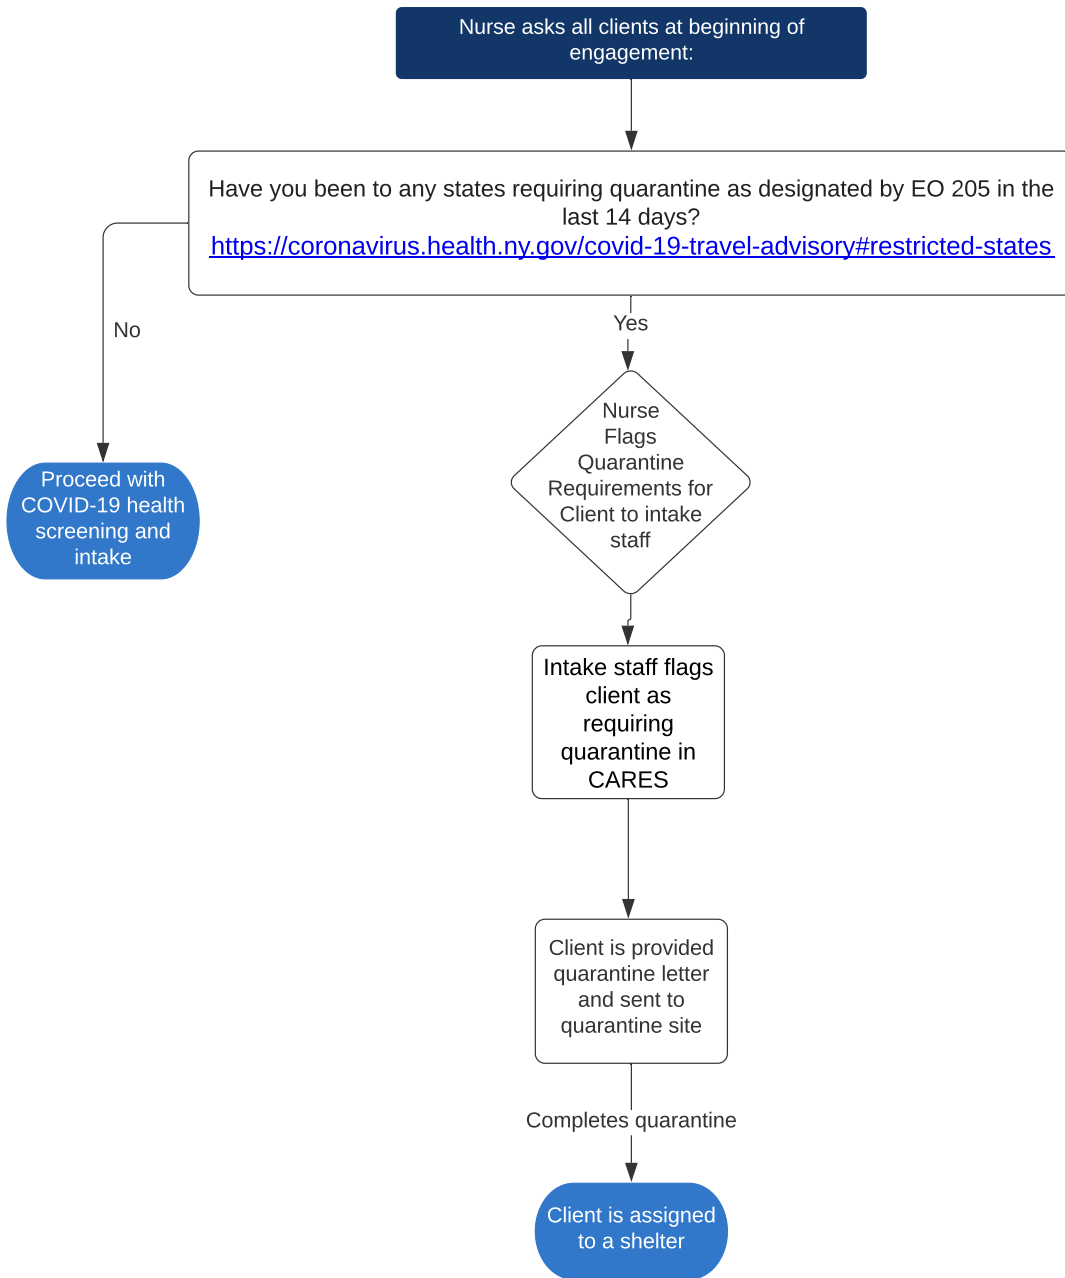 Nurse asks all clients at beginning of
engagement:
Have you been to any states requiring quarantine as designated by EO 205 in the
last 14 days?
https://coronavirus.health.ny.gov/covid-19-travel-advisory#restricted-states
No
Yes
Proceed with
COVID-19 health
screening and
intake
Nurse
Flags
Quarantine
Requirements for
Client to intake
staff
Intake staff flags
client as
requiring
quarantine in
CARES
Client is provided
quarantine letter
and sent to
quarantine site
Completes quarantine
Client is assigned
to a shelter